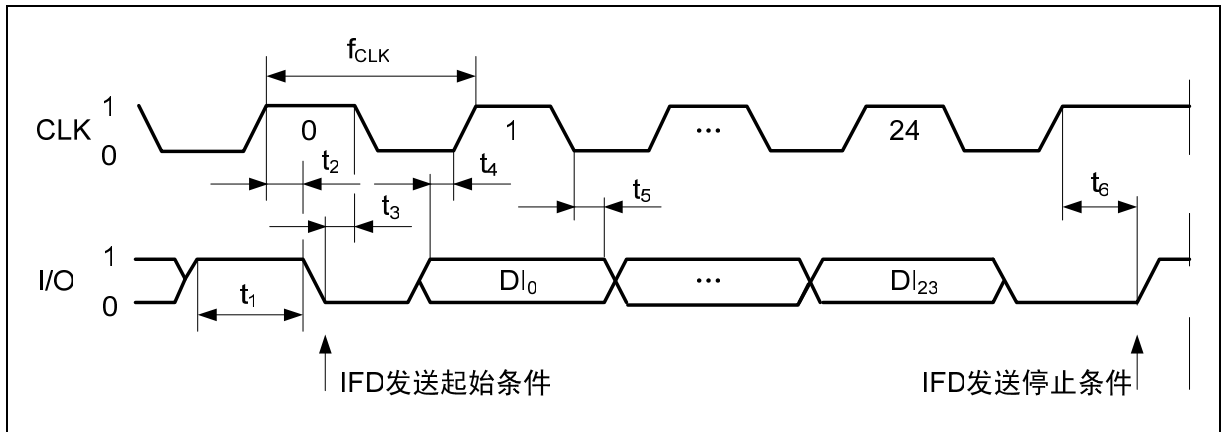 fCLK
CLK
1
0
0
1
...
24
t2
t4
t3
t5
t6
I/O
1
0
t1
DI0
...
DI23
IFD发送起始条件
IFD发送停止条件